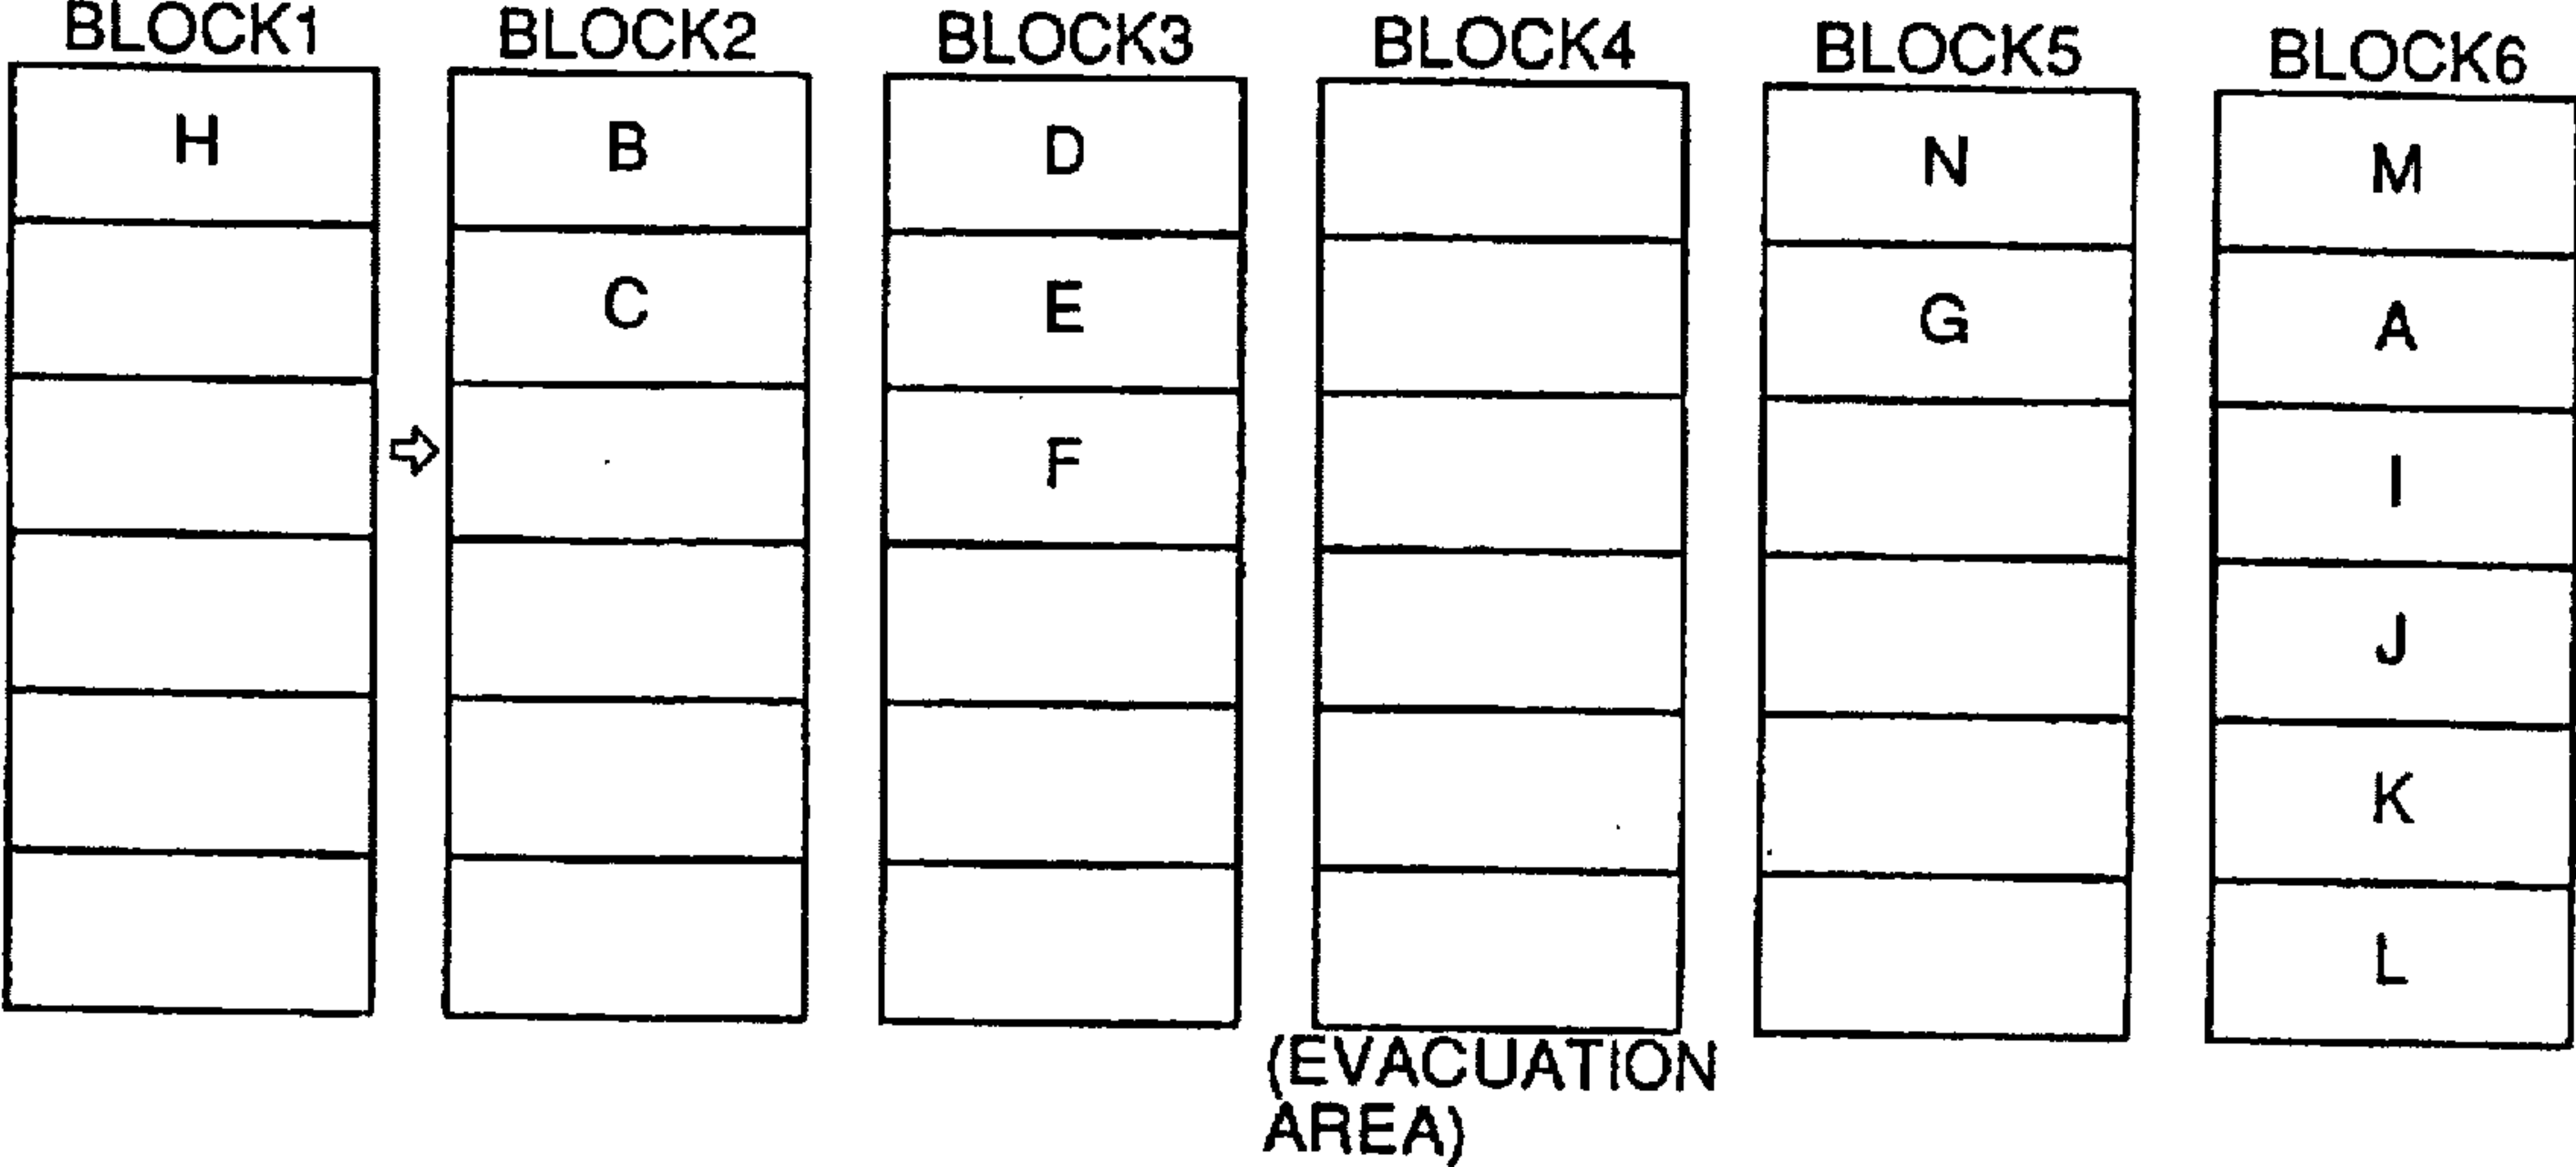 BLOCK1 BLOCK2 BLOCK3 BLOCK4 BLOCK5 BLOCK6
H B D N M
C E G A
F I
J
K
L
(EVACUATION
AREA)